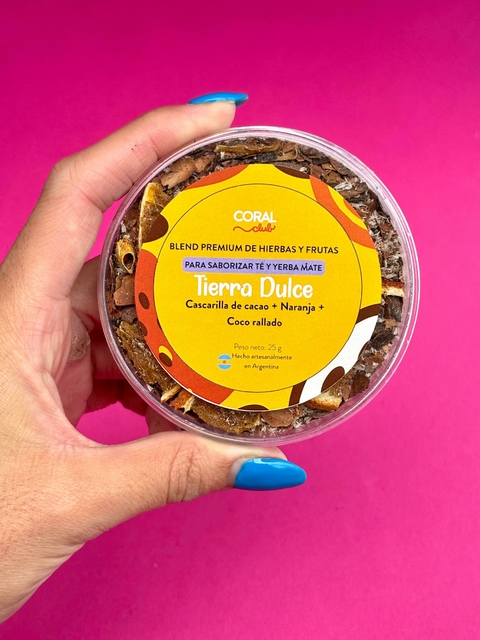 CORAL
club
BLEND PREMIUM DE HIERBAS Y FRUTAS
PARA SABORIZAR TÉ Y YERBA MATE
Tierra Dulce
Cascarilla de cacao + Naranja +
Coco rallado
Peso neto: 25 g
Hecho artesanalmente
en Argentina